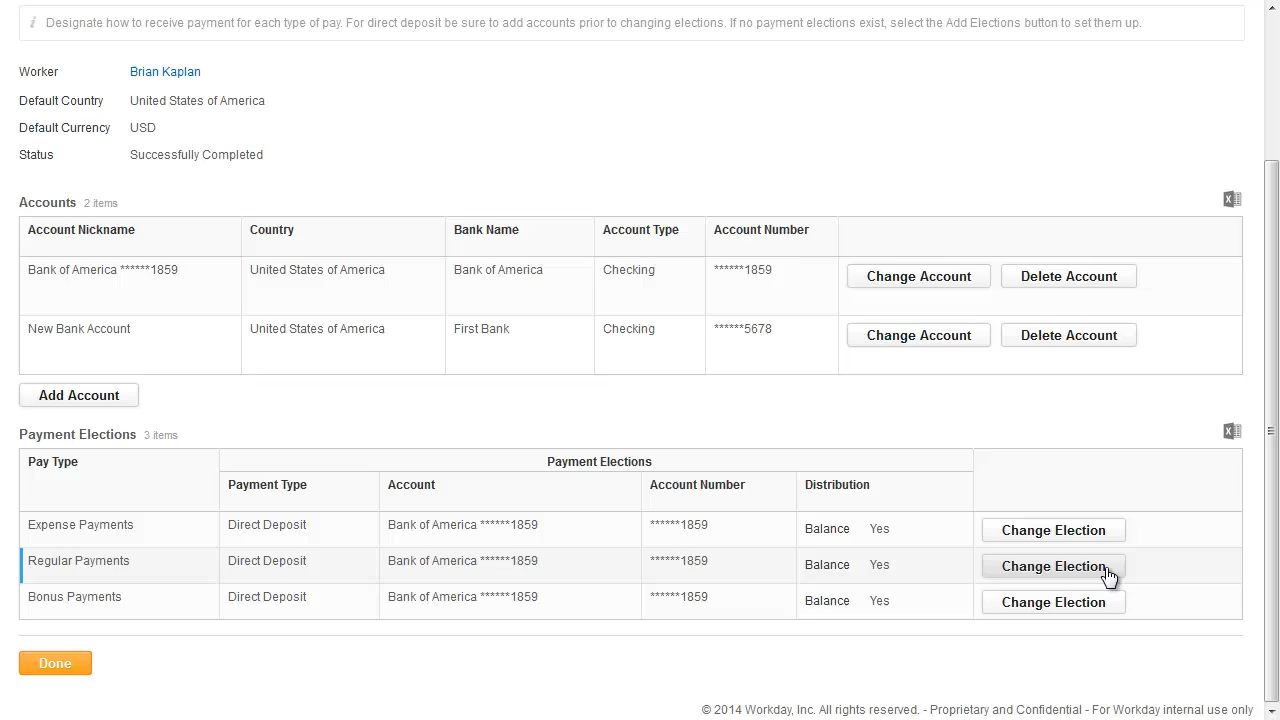 Designate how to receive payment for each type of pay. For direct deposit be sure to add accounts prior to changing elections. If no payment elections exist, select the Add Elections button to set them up.
Worker Brian Kaplan
Default Country United States of America
Default Currency USD
Status Successfully Completed
Accounts 2 items
Account Nickname Country Bank Name Account Type Account Number
Bank of America ******1859 United States of America Bank of America Checking ******1859 Change Account Delete Account
New Bank Account United States of America First Bank Checking ******5678 Change Account Delete Account
Add Account
Payment Elections 3 items
Pay Type Payment Elections
Payment Type Account Account Number Distribution
Expense Payments Direct Deposit Bank of America ******1859 ******1859 Balance Yes Change Election
Regular Payments Direct Deposit Bank of America ******1859 ******1859 Balance Yes Change Election
Bonus Payments Direct Deposit Bank of America ******1859 ******1859 Balance Yes Change Election
Done
© 2014 Workday, Inc. All rights reserved. - Proprietary and Confidential - For Workday internal use only